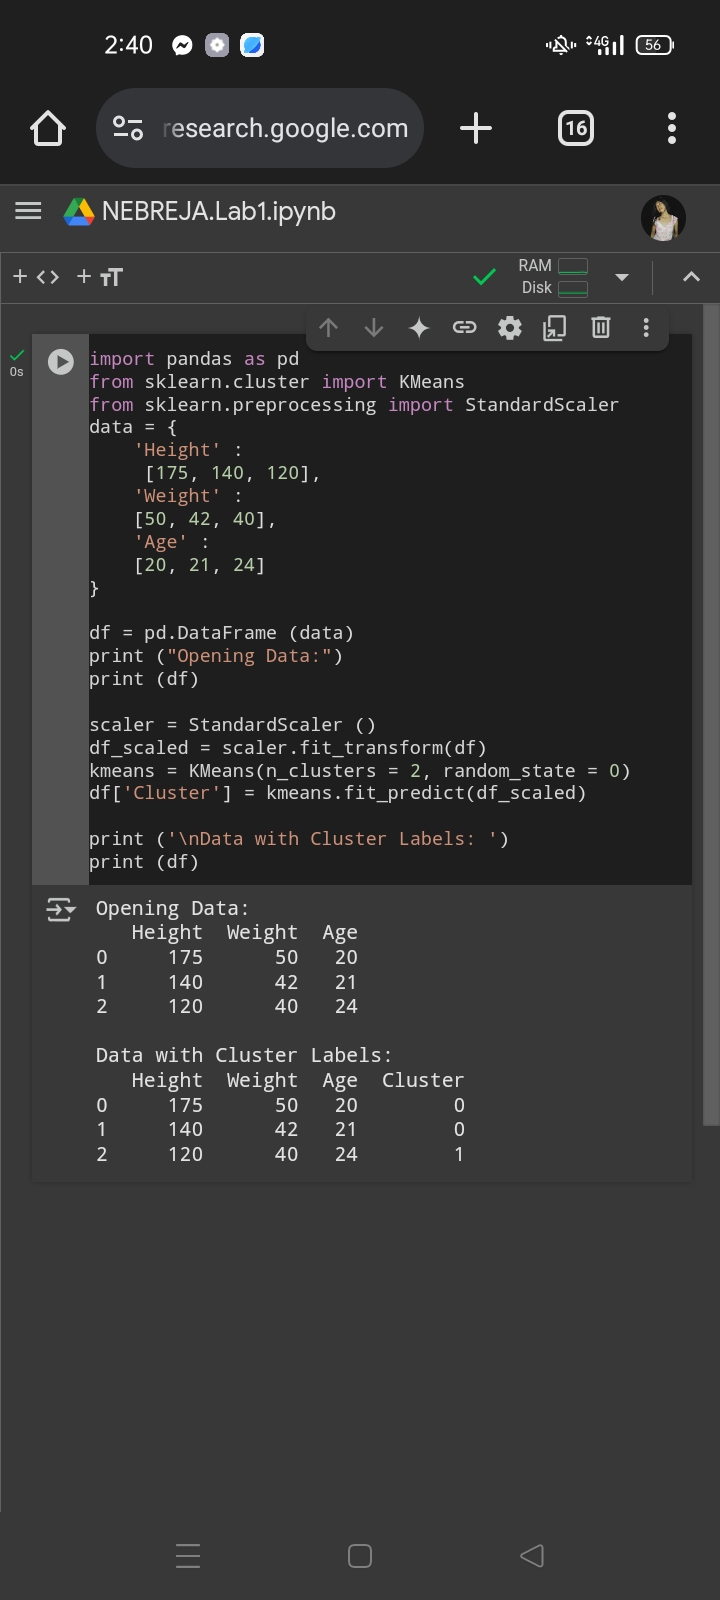 2:40 4G 56
research.google.com 16
NEBREJA.Lab1.ipynb
+ <> + TT RAM
Disk
0s
import pandas as pd
from sklearn.cluster import KMeans
from sklearn.preprocessing import StandardScaler
data = {
    'Height' :
     [175, 140, 120],
    'Weight' :
    [50, 42, 40],
    'Age' :
    [20, 21, 24]
}
df = pd.DataFrame (data)
print ("Opening Data:")
print (df)
scaler = StandardScaler ()
df_scaled = scaler.fit_transform(df)
kmeans = KMeans(n_clusters = 2, random_state = 0)
df['Cluster'] = kmeans.fit_predict(df_scaled)
print ('\nData with Cluster Labels: ')
print (df)
Opening Data:
   Height  Weight  Age
0     175      50   20
1     140      42   21
2     120      40   24
Data with Cluster Labels:
   Height  Weight  Age  Cluster
0     175      50   20        0
1     140      42   21        0
2     120      40   24        1